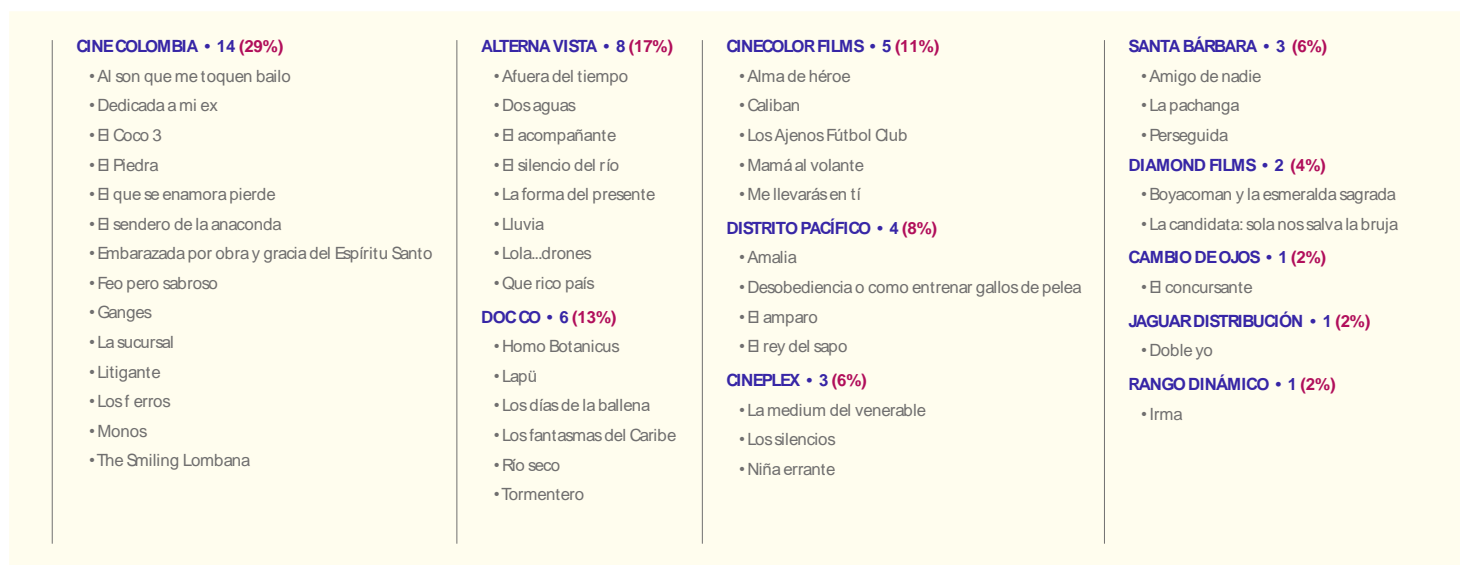 CINE COLOMBIA • 14 (29%)
• Al son que me toquen bailo
• Dedicada a mi ex
• El Coco 3
• El Piedra
• El que se enamora pierde
• El sendero de la anaconda
• Embarazada por obra y gracia del Espíritu Santo
• Feo pero sabroso
• Ganges
• La sucursal
• Litigante
• Los f erros
• Monos
• The Smiling Lombana
ALTERNA VISTA • 8 (17%)
• Afuera del tiempo
• Dos aguas
• El acompañante
• El silencio del río
• La forma del presente
• Lluvia
• Lola...drones
• Que rico país
DOC CO • 6 (13%)
• Homo Botanicus
• Lapü
• Los días de la ballena
• Los fantasmas del Caribe
• Río seco
• Tormentero
CINECOLOR FILMS • 5 (11%)
• Alma de héroe
• Caliban
• Los Ajenos Fútbol Club
• Mamá al volante
• Me llevarás en tí
DISTRITO PACÍFICO • 4 (8%)
• Amalia
• Desobediencia o como entrenar gallos de pelea
• El amparo
• El rey del sapo
CINEPLEX • 3 (6%)
• La medium del venerable
• Los silencios
• Niña errante
SANTA BÁRBARA • 3 (6%)
• Amigo de nadie
• La pachanga
• Perseguida
DIAMOND FILMS • 2 (4%)
• Boyacoman y la esmeralda sagrada
• La candidata: sola nos salva la bruja
CAMBIO DE OJOS • 1 (2%)
• El concursante
JAGUAR DISTRIBUCIÓN • 1 (2%)
• Doble yo
RANGO DINÁMICO • 1 (2%)
• Irma